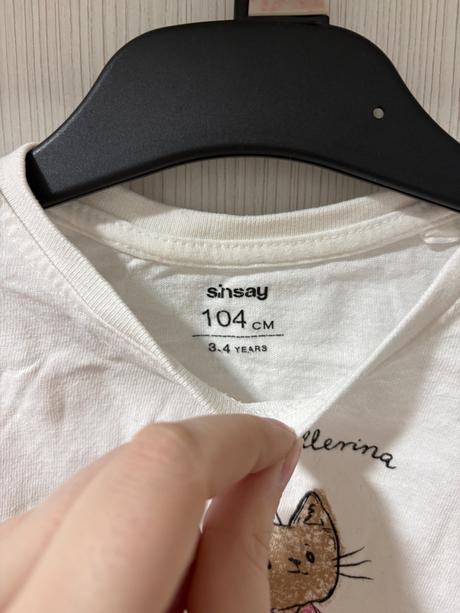 sinsay
104 CM
3-4 YEARS
llerina